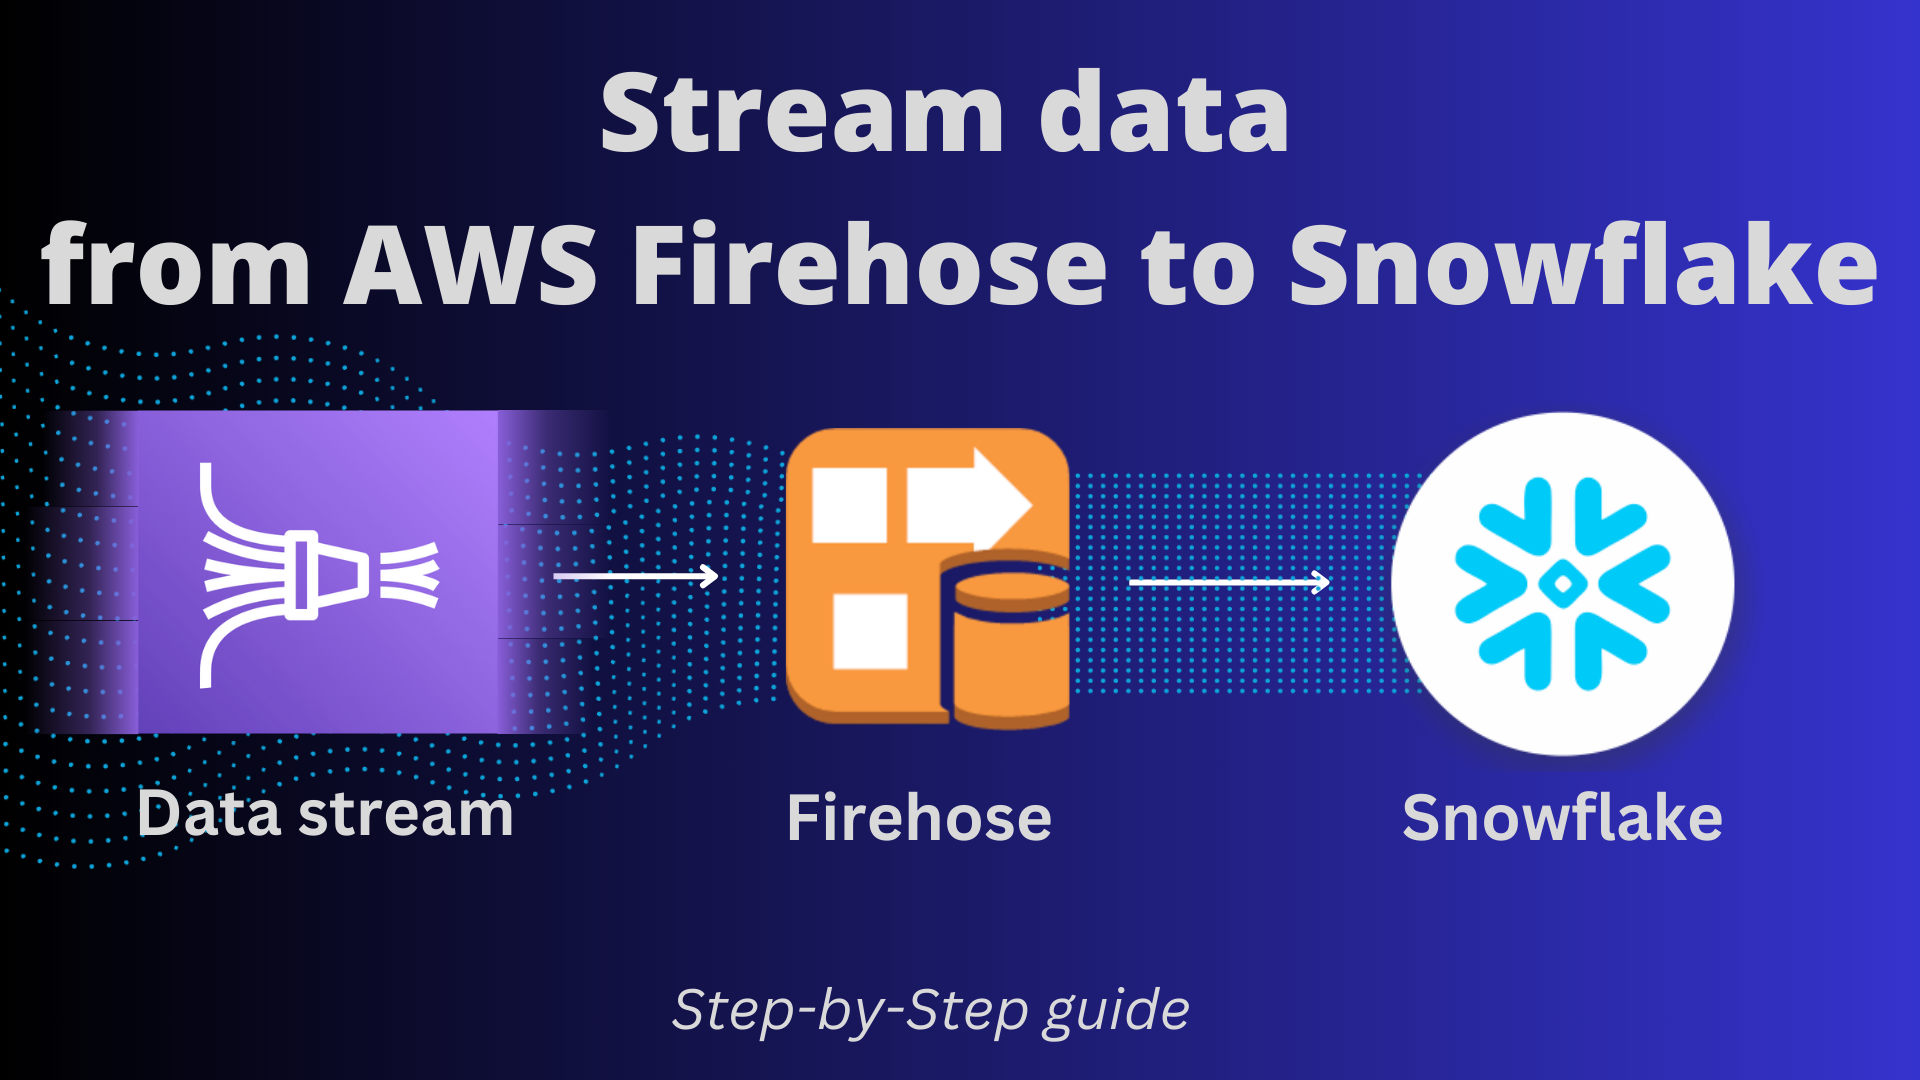 Stream data
from AWS Firehose to Snowflake
Data stream
Firehose
Snowflake
Step-by-Step guide